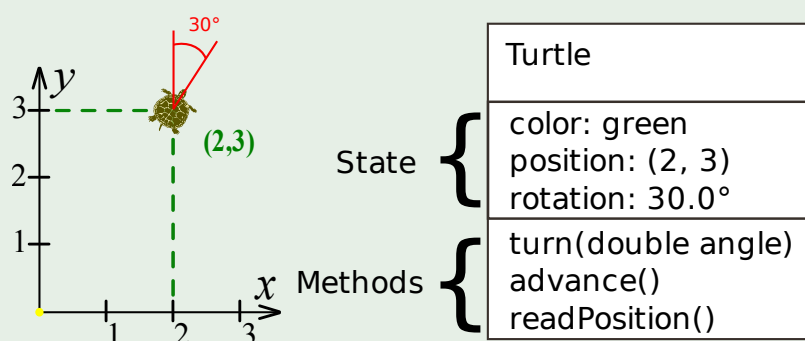 30°
y
3
2
1
(2,3)
x
1
2
3
Turtle
State
color: green
position: (2, 3)
rotation: 30.0°
Methods
turn(double angle)
advance()
readPosition()